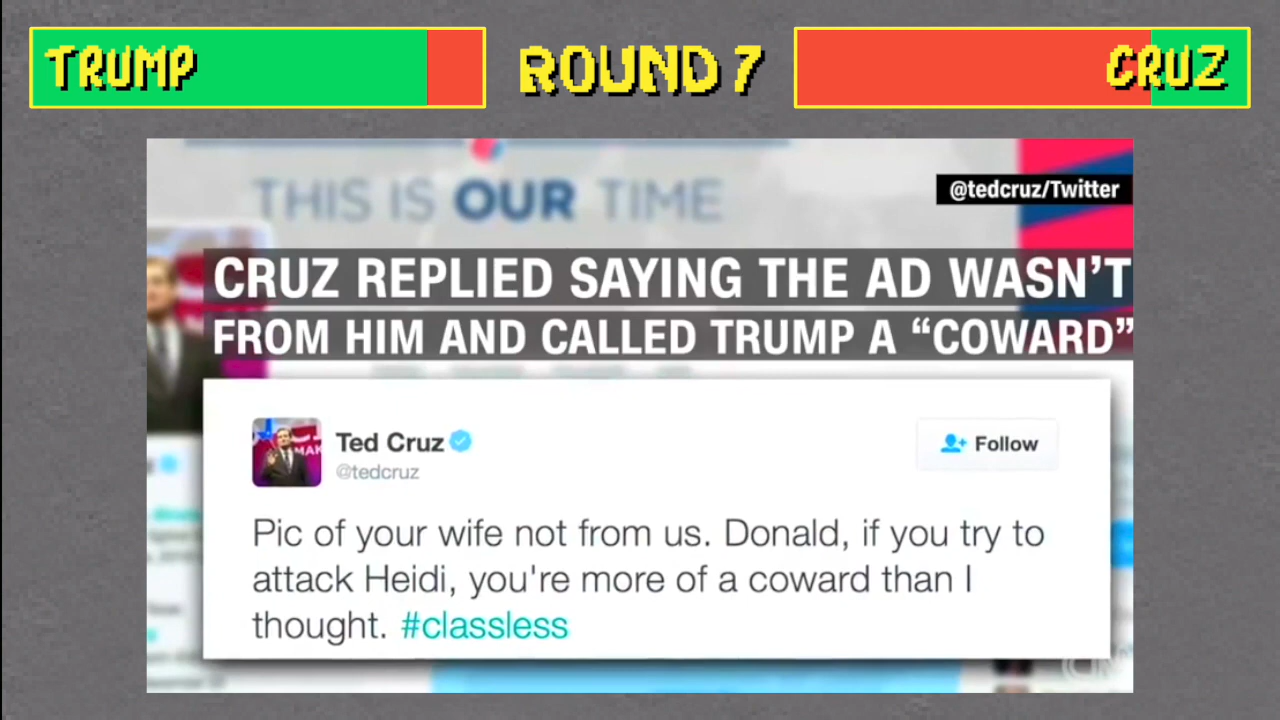 TRUMP
ROUND 7
CRUZ
THIS IS OUR TIME
@tedcruz/Twitter
CRUZ REPLIED SAYING THE AD WASN'T
FROM HIM AND CALLED TRUMP A “COWARD”
Ted Cruz
@tedcruz
Follow
Pic of your wife not from us. Donald, if you try to
attack Heidi, you're more of a coward than I
thought. #classless